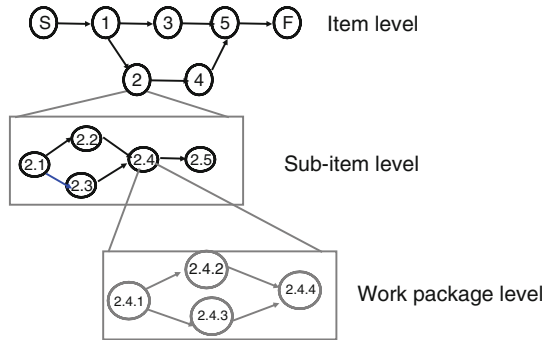 S 1 3 5 F Item level
2 4
2.2
2.1 2.4 2.5 Sub-item level
2.3
2.4.2
2.4.1 2.4.4 Work package level
2.4.3